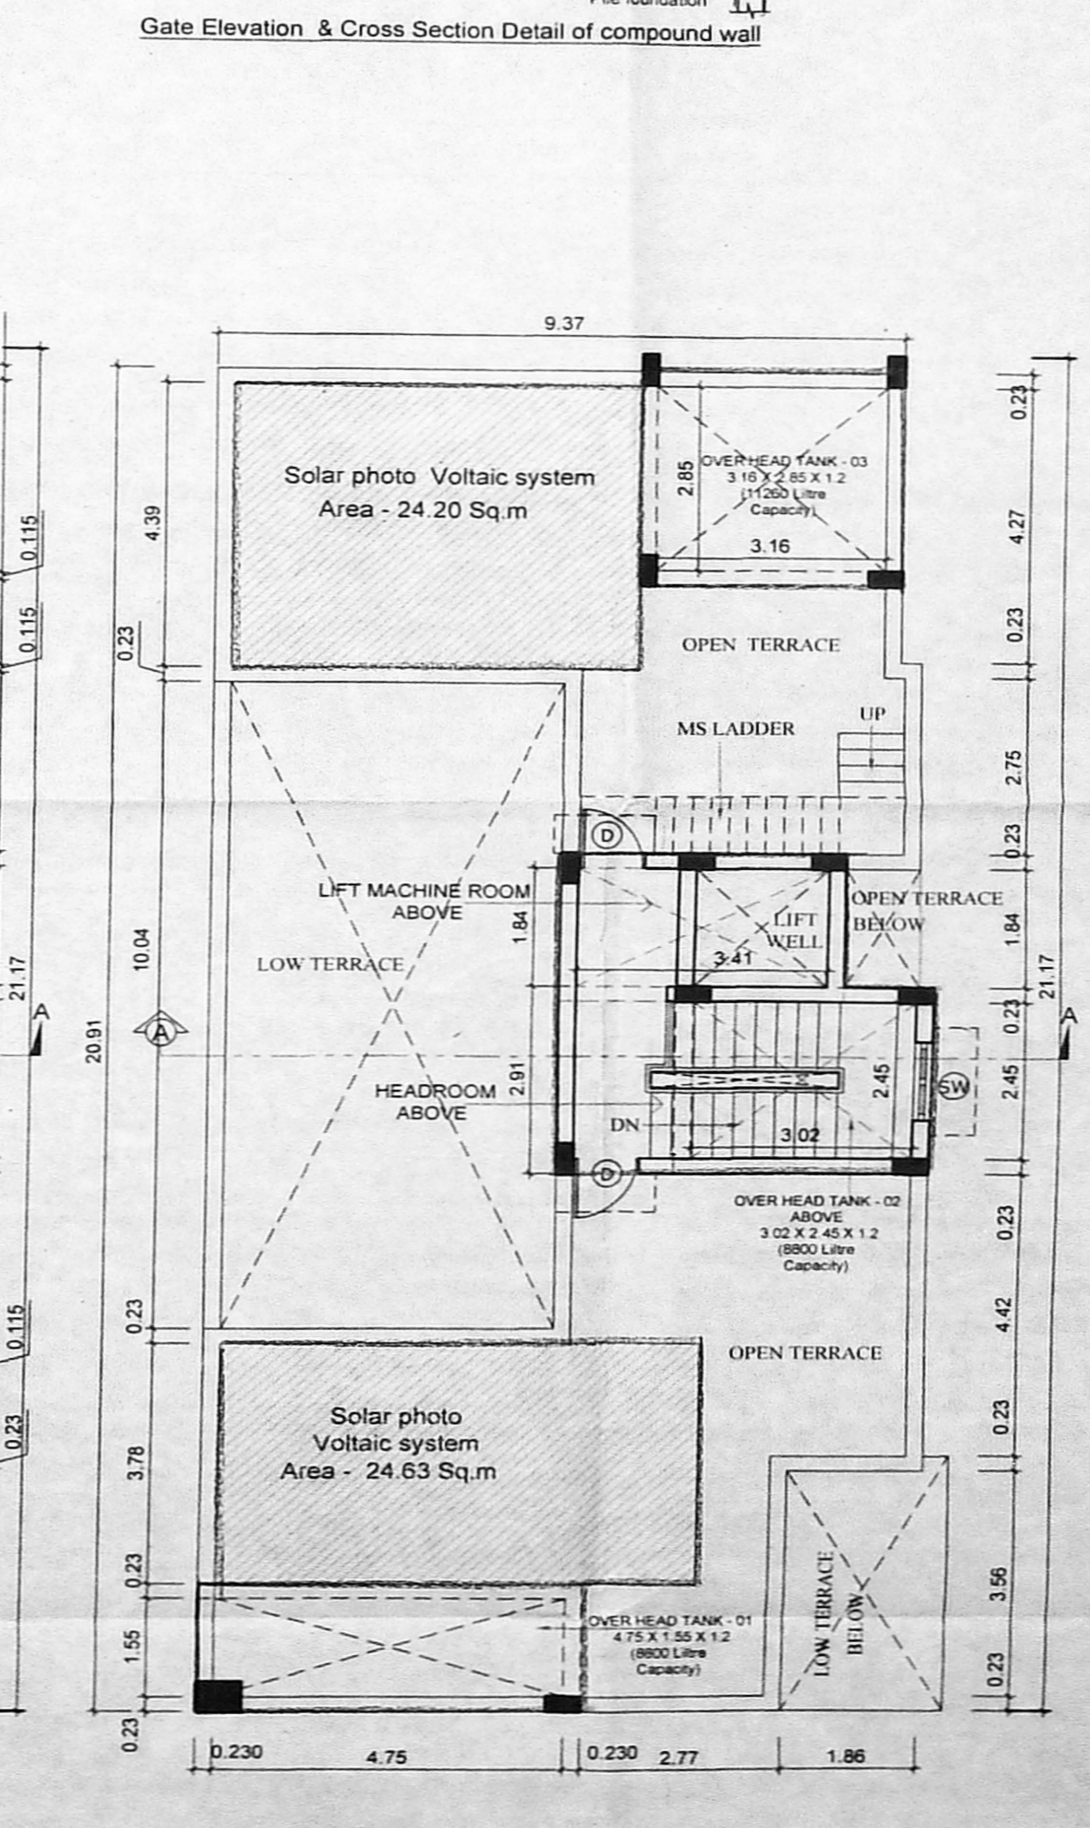 Pile foundation
Gate Elevation & Cross Section Detail of compound wall
9.37
0.23
Solar photo Voltaic system
Area - 24.20 Sq.m
2.85
OVER HEAD TANK - 03
3.16 X 2.85 X 1.2
(11260 Liltre
Capacity)
3.16
4.39
4.27
0.115
0.115
0.23
0.23
OPEN TERRACE
MS LADDER
UP
2.75
D
0.23
LIFT MACHINE ROOM
ABOVE
1.84
LIFT
WELL
OPEN TERRACE
BELOW
1.84
3.41
LOW TERRACE
10.04
21.17
21.17
A
A
A
20.91
0.23
HEADROOM
ABOVE
2.91
2.45
2.45
SW
DN
3.02
D
OVER HEAD TANK - 02
ABOVE
3.02 X 2.45 X 1.2
(8800 Liltre
Capacity)
0.23
0.23
0.115
4.42
OPEN TERRACE
0.23
0.23
Solar photo
Voltaic system
Area - 24.63 Sq.m
3.78
0.23
3.56
LOW TERRACE
BELOW
OVER HEAD TANK - 01
4.75 X 1.55 X 1.2
(8800 Liltre
Capacity)
1.55
0.23
0.23
0.230
4.75
0.230
2.77
1.86